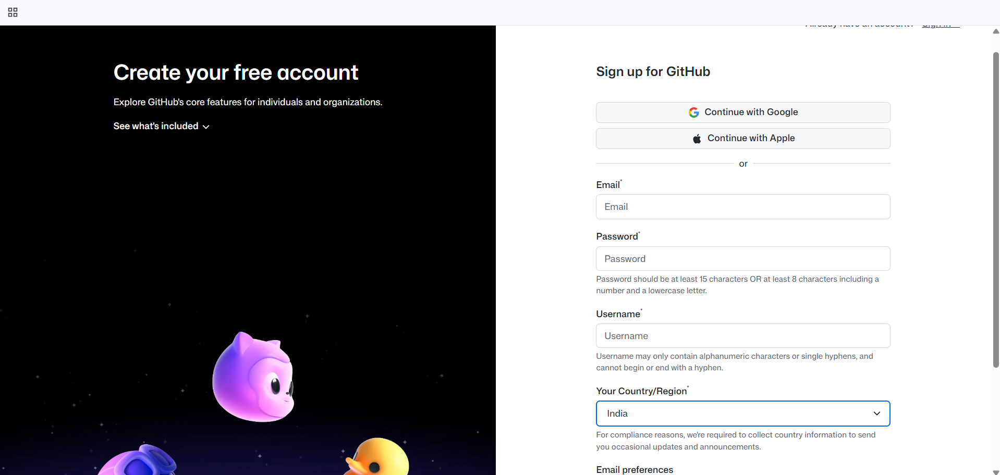 Create your free account
Explore GitHub's core features for individuals and organizations.
See what's included
Sign up for GitHub
Continue with Google
Continue with Apple
or
Email*
Email
Password*
Password
Password should be at least 15 characters OR at least 8 characters including a
number and a lowercase letter.
Username*
Username
Username may only contain alphanumeric characters or single hyphens, and
cannot begin or end with a hyphen.
Your Country/Region*
India
For compliance reasons, we're required to collect country information to send
you occasional updates and announcements.
Email preferences